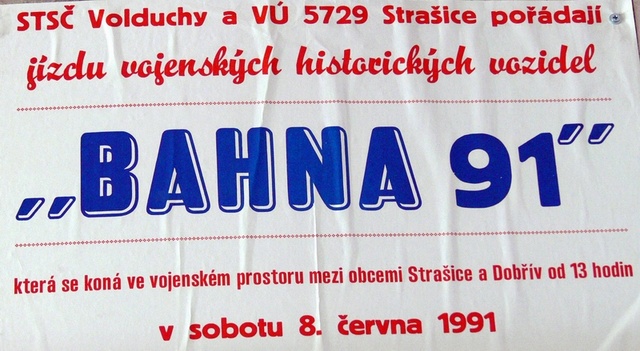 STSČ Volduchy a VÚ 5729 Strašice pořádají
jízdu vojenských historických vozidel
„BAHNA 91”
která se koná ve vojenském prostoru mezi obcemi Strašice a Dobřív od 13 hodin
v sobotu 8. června 1991